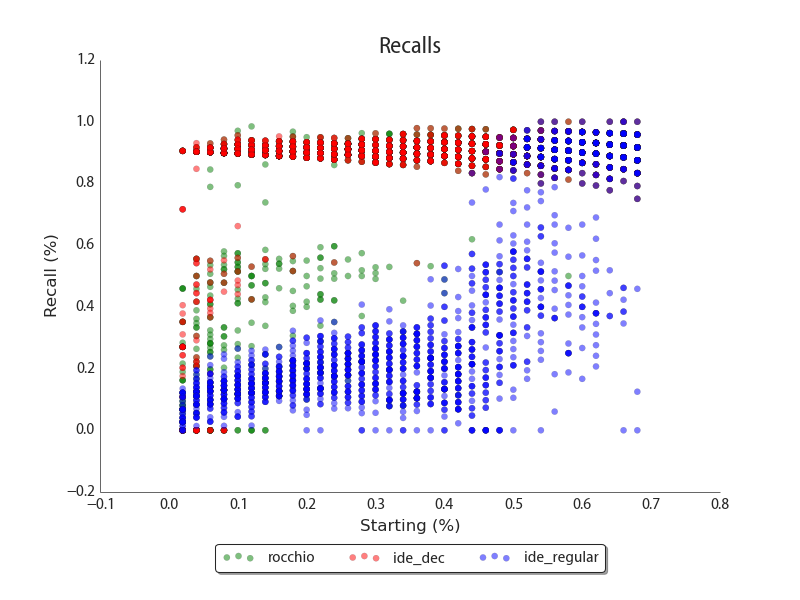 Recalls
1.2
1.0
0.8
0.6
0.4
0.2
0.0
−0.2
Recall (%)
−0.1 0.0 0.1 0.2 0.3 0.4 0.5 0.6 0.7 0.8
Starting (%)
rocchio ide_dec ide_regular